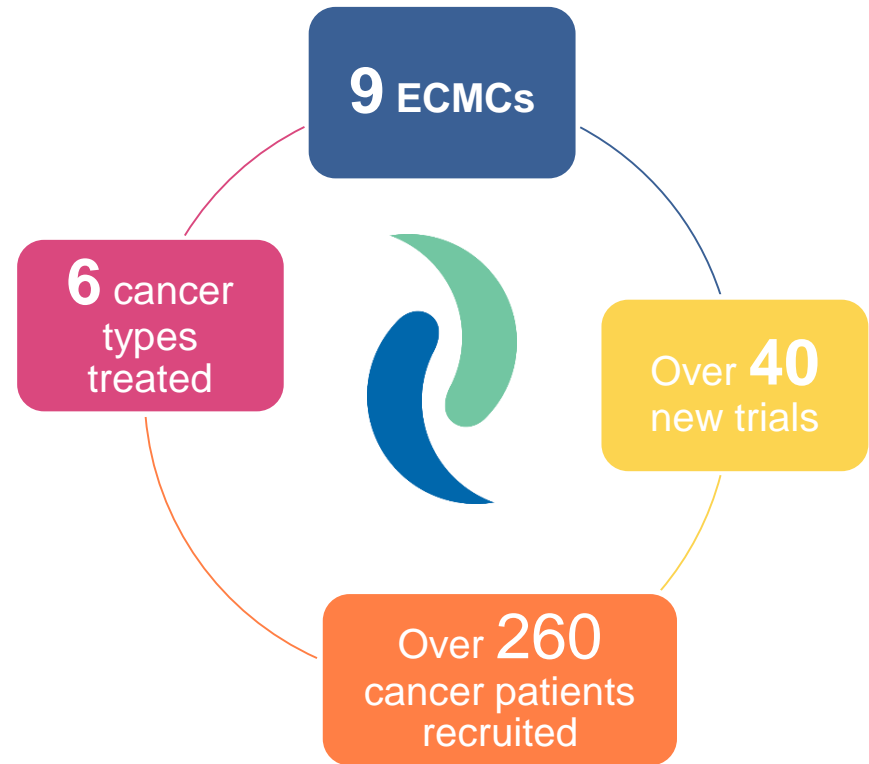 9 ECMCs
6 cancer
types
treated
Over 40
new trials
Over 260
cancer patients
recruited